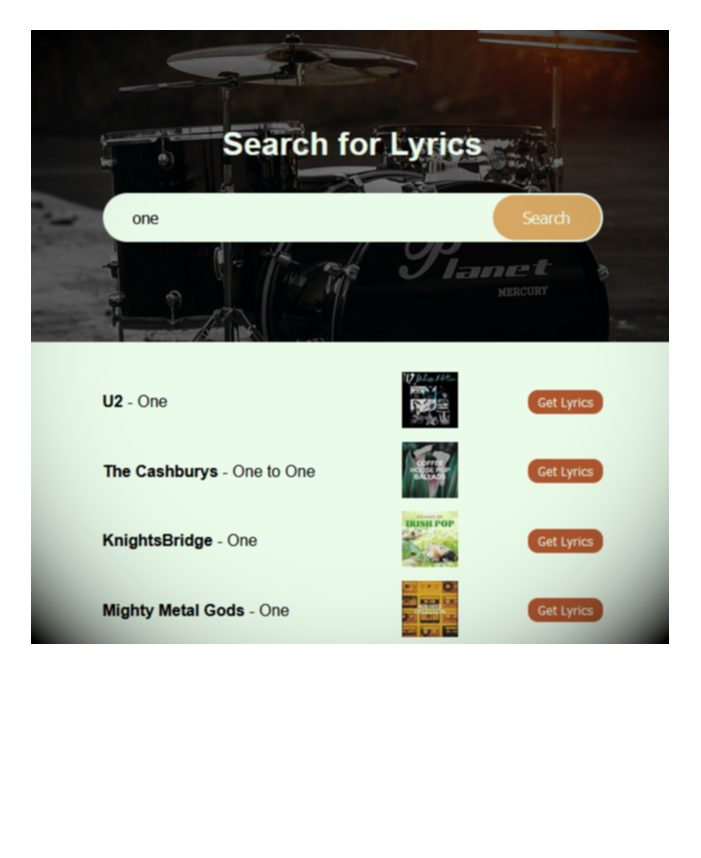 Search for Lyrics
one
Search
Planet
MERCURY
U2 - One
Get Lyrics
The Cashburys - One to One
COFFEE
HOUSE POP
BALLADS
Get Lyrics
KnightsBridge - One
IRISH POP
Get Lyrics
Mighty Metal Gods - One
Get Lyrics